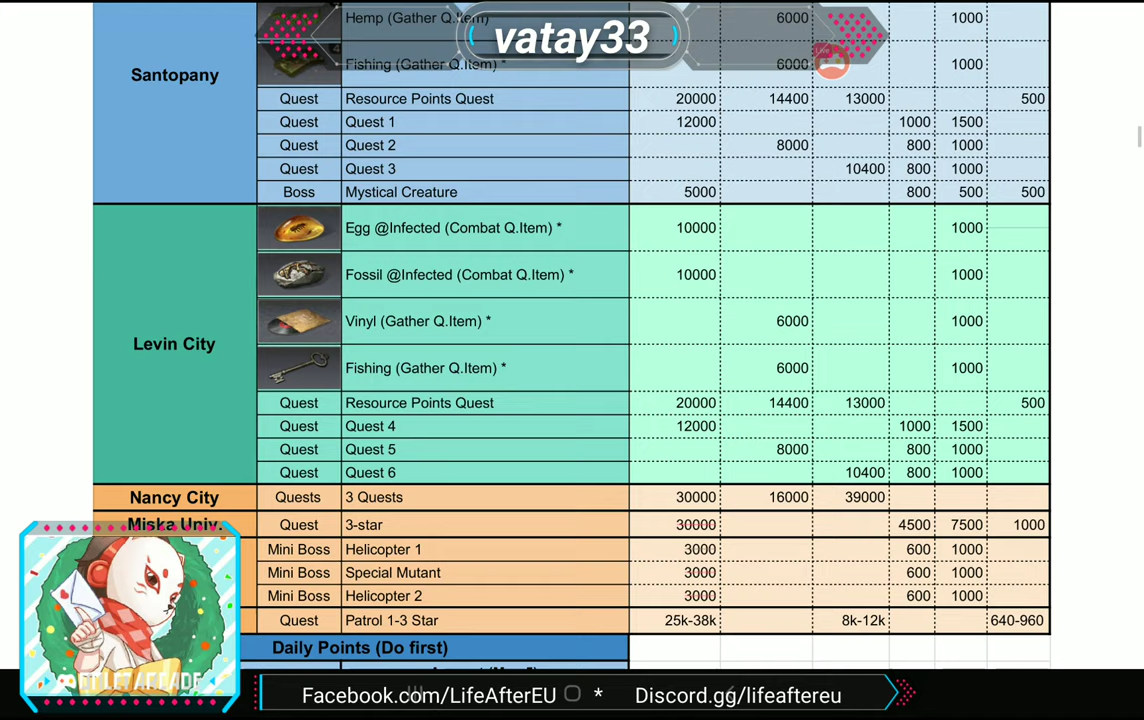 vatay33
Hemp (Gather Q.Item) 6000 1000
Santopany
Fishing (Gather Q.Item) * 6000 1000
Quest Resource Points Quest 20000 14400 13000 500
Quest Quest 1 12000 1000 1500
Quest Quest 2 8000 800 1000
Quest Quest 3 10400 800 1000
Boss Mystical Creature 5000 800 500 500
Levin City
Egg @Infected (Combat Q.Item) * 10000 1000
Fossil @Infected (Combat Q.Item) * 10000 1000
Vinyl (Gather Q.Item) * 6000 1000
Fishing (Gather Q.Item) * 6000 1000
Quest Resource Points Quest 20000 14400 13000 500
Quest Quest 4 12000 1000 1500
Quest Quest 5 8000 800 1000
Quest Quest 6 10400 800 1000
Nancy City Quests 3 Quests 30000 16000 39000
Miska Univ. Quest 3-star 30000 4500 7500 1000
Mini Boss Helicopter 1 3000 600 1000
Mini Boss Special Mutant 3000 600 1000
Mini Boss Helicopter 2 3000 600 1000
Quest Patrol 1-3 Star 25k-38k 8k-12k 640-960
Daily Points (Do first)
Facebook.com/LifeAfterEU * Discord.gg/lifeaftereu